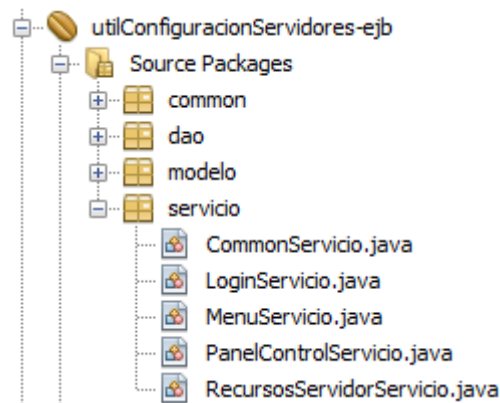 utilConfiguracionServidores-ejb
Source Packages
common
dao
modelo
servicio
CommonServicio.java
LoginServicio.java
MenuServicio.java
PanelControlServicio.java
RecursosServidorServicio.java